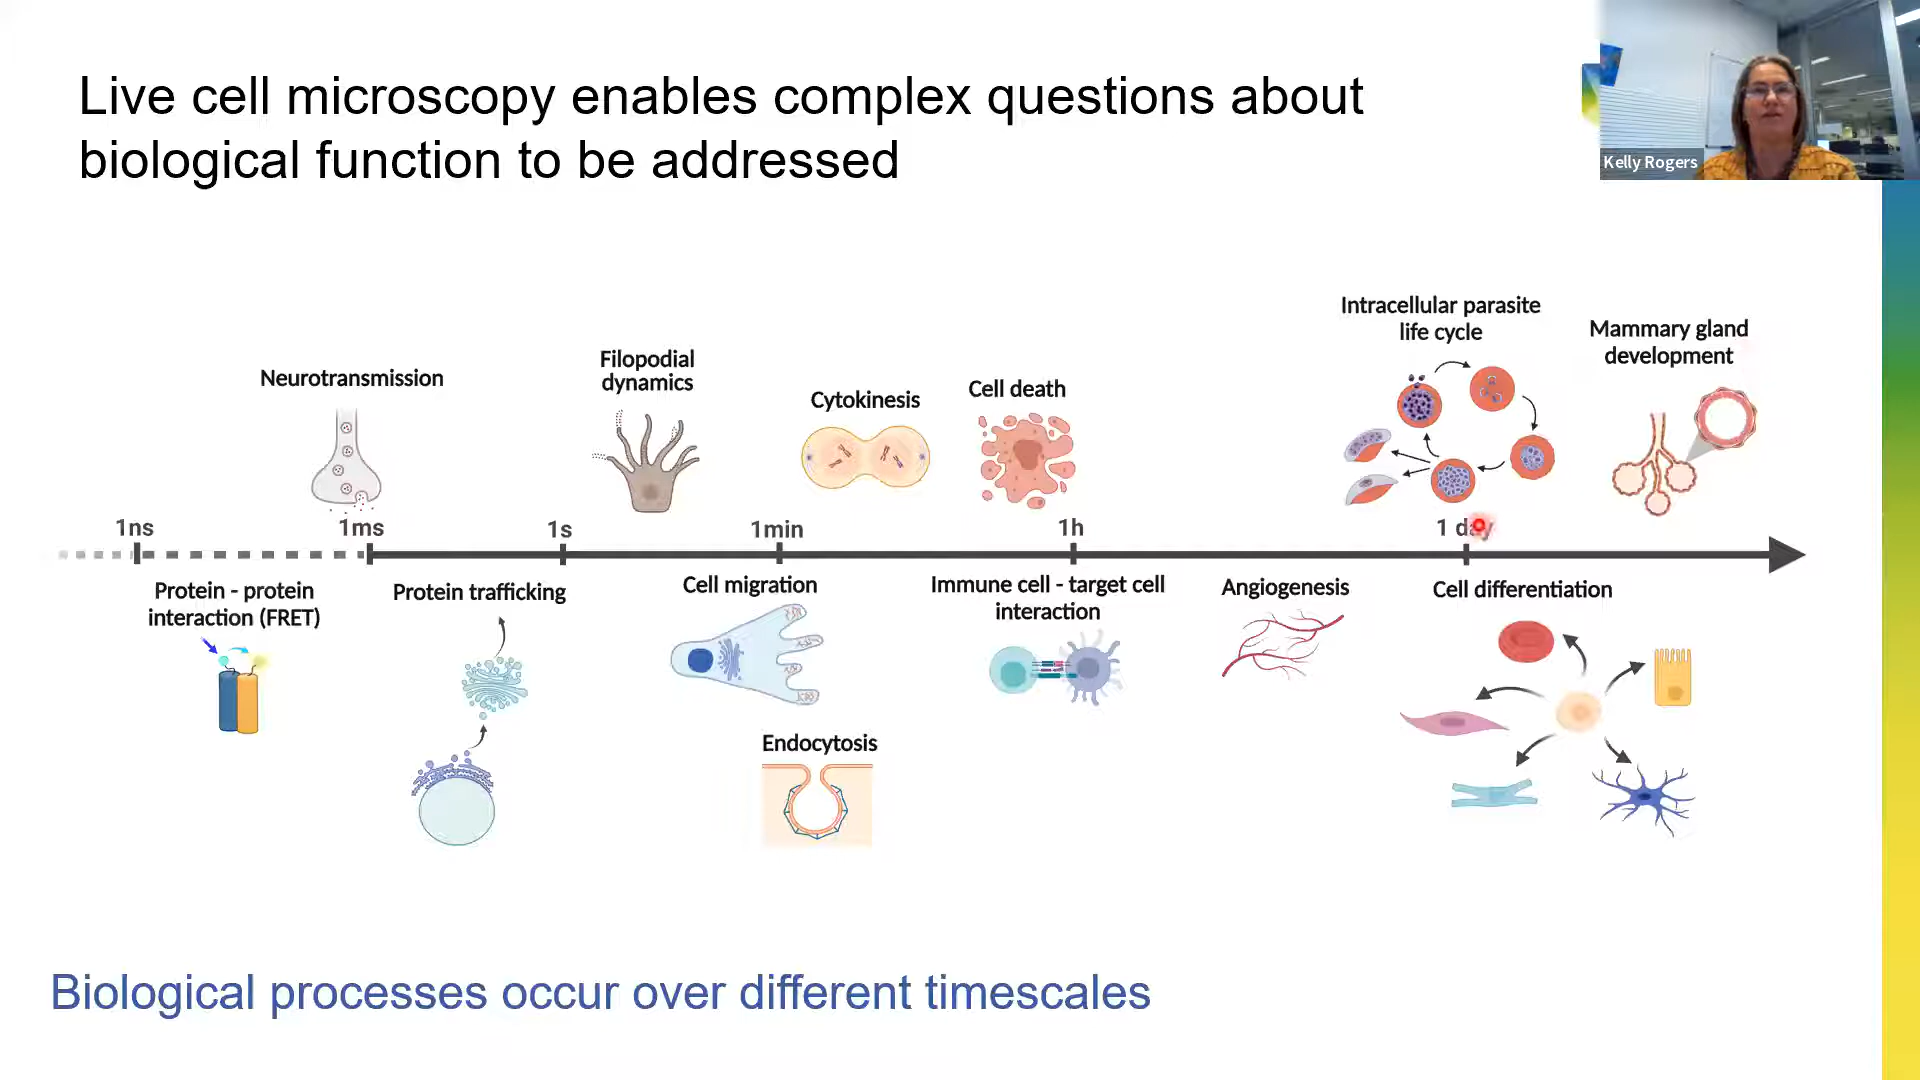 Live cell microscopy enables complex questions about
biological function to be addressed
Kelly Rogers
Neurotransmission
Filopodial
dynamics
Cytokinesis
Cell death
Intracellular parasite
life cycle
Mammary gland
development
1ns
1ms
1s
1min
1h
1 day
Protein - protein
interaction (FRET)
Protein trafficking
Cell migration
Endocytosis
Immune cell - target cell
interaction
Angiogenesis
Cell differentiation
Biological processes occur over different timescales